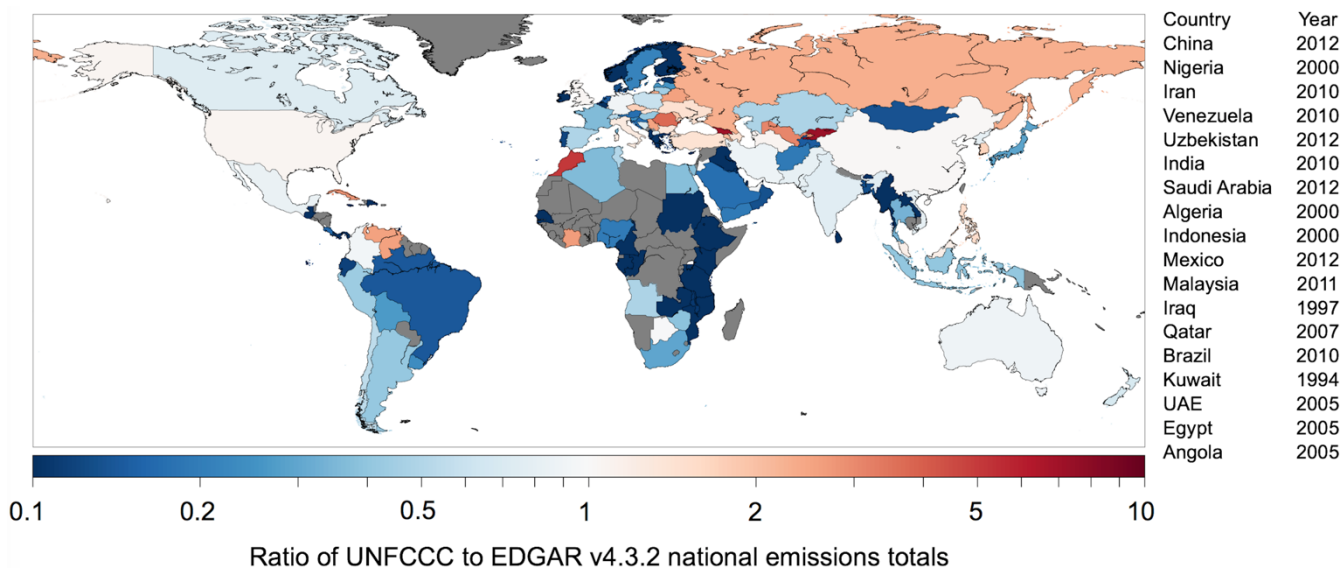 Country Year
China 2012
Nigeria 2000
Iran 2010
Venezuela 2010
Uzbekistan 2012
India 2010
Saudi Arabia 2012
Algeria 2000
Indonesia 2000
Mexico 2012
Malaysia 2011
Iraq 1997
Qatar 2007
Brazil 2010
Kuwait 1994
UAE 2005
Egypt 2005
Angola 2005
0.1 0.2 0.5 1 2 5 10
Ratio of UNFCCC to EDGAR v4.3.2 national emissions totals